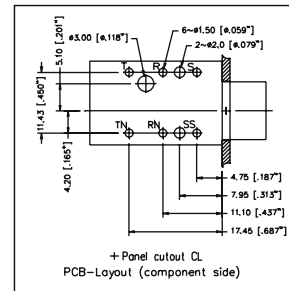 ø3.00 [ø.118"]
6-ø1.50 [ø.059"]
2-ø2.0 [ø.079"]
5.10 [.201"]
11.43 [.450"]
4.20 [.165"]
T R S
TN RN SS
4.75 [.187"]
7.95 [.313"]
11.10 [.437"]
17.45 [.687"]
+ Panel cutout CL
PCB-Layout (component side)